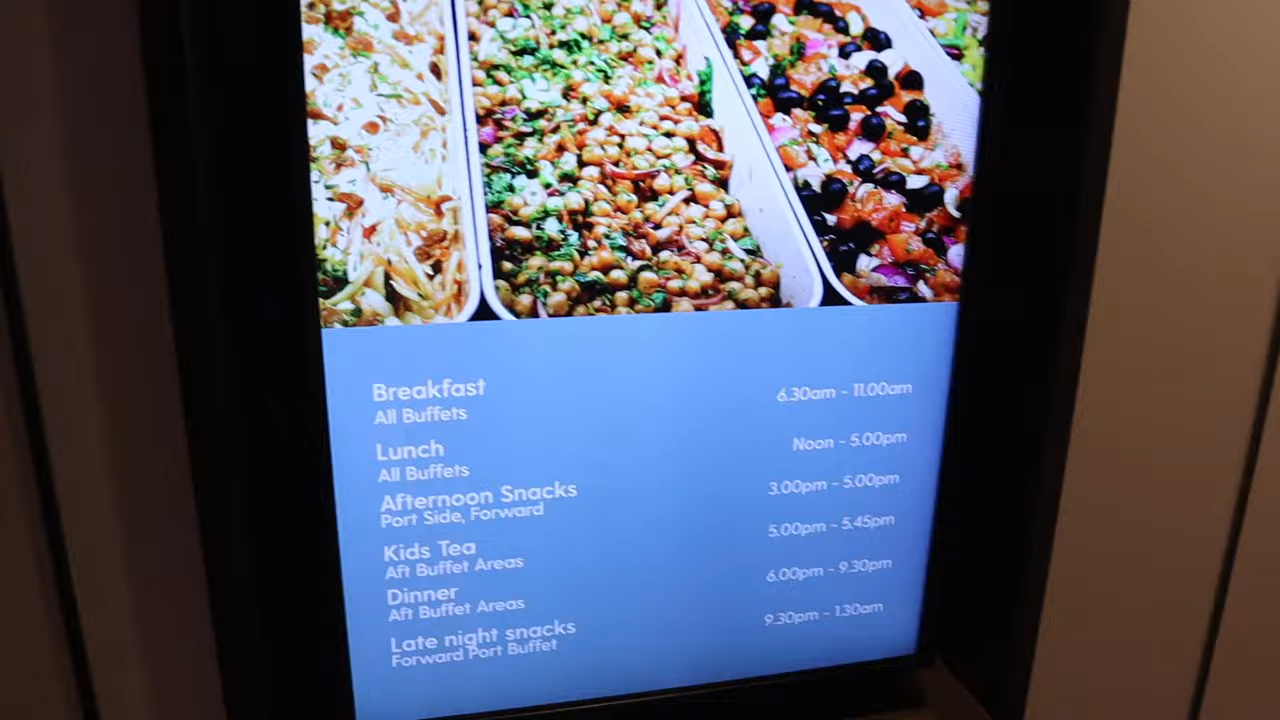 Breakfast 6.30am - 11.00am
All Buffets
Lunch Noon - 5.00pm
All Buffets
Afternoon Snacks 3.00pm - 5.00pm
Port Side, Forward
Kids Tea 5.00pm - 5.45pm
Aft Buffet Areas
Dinner 6.00pm - 9.30pm
Aft Buffet Areas
Late night snacks 9.30pm - 1.30am
Forward Port Buffet